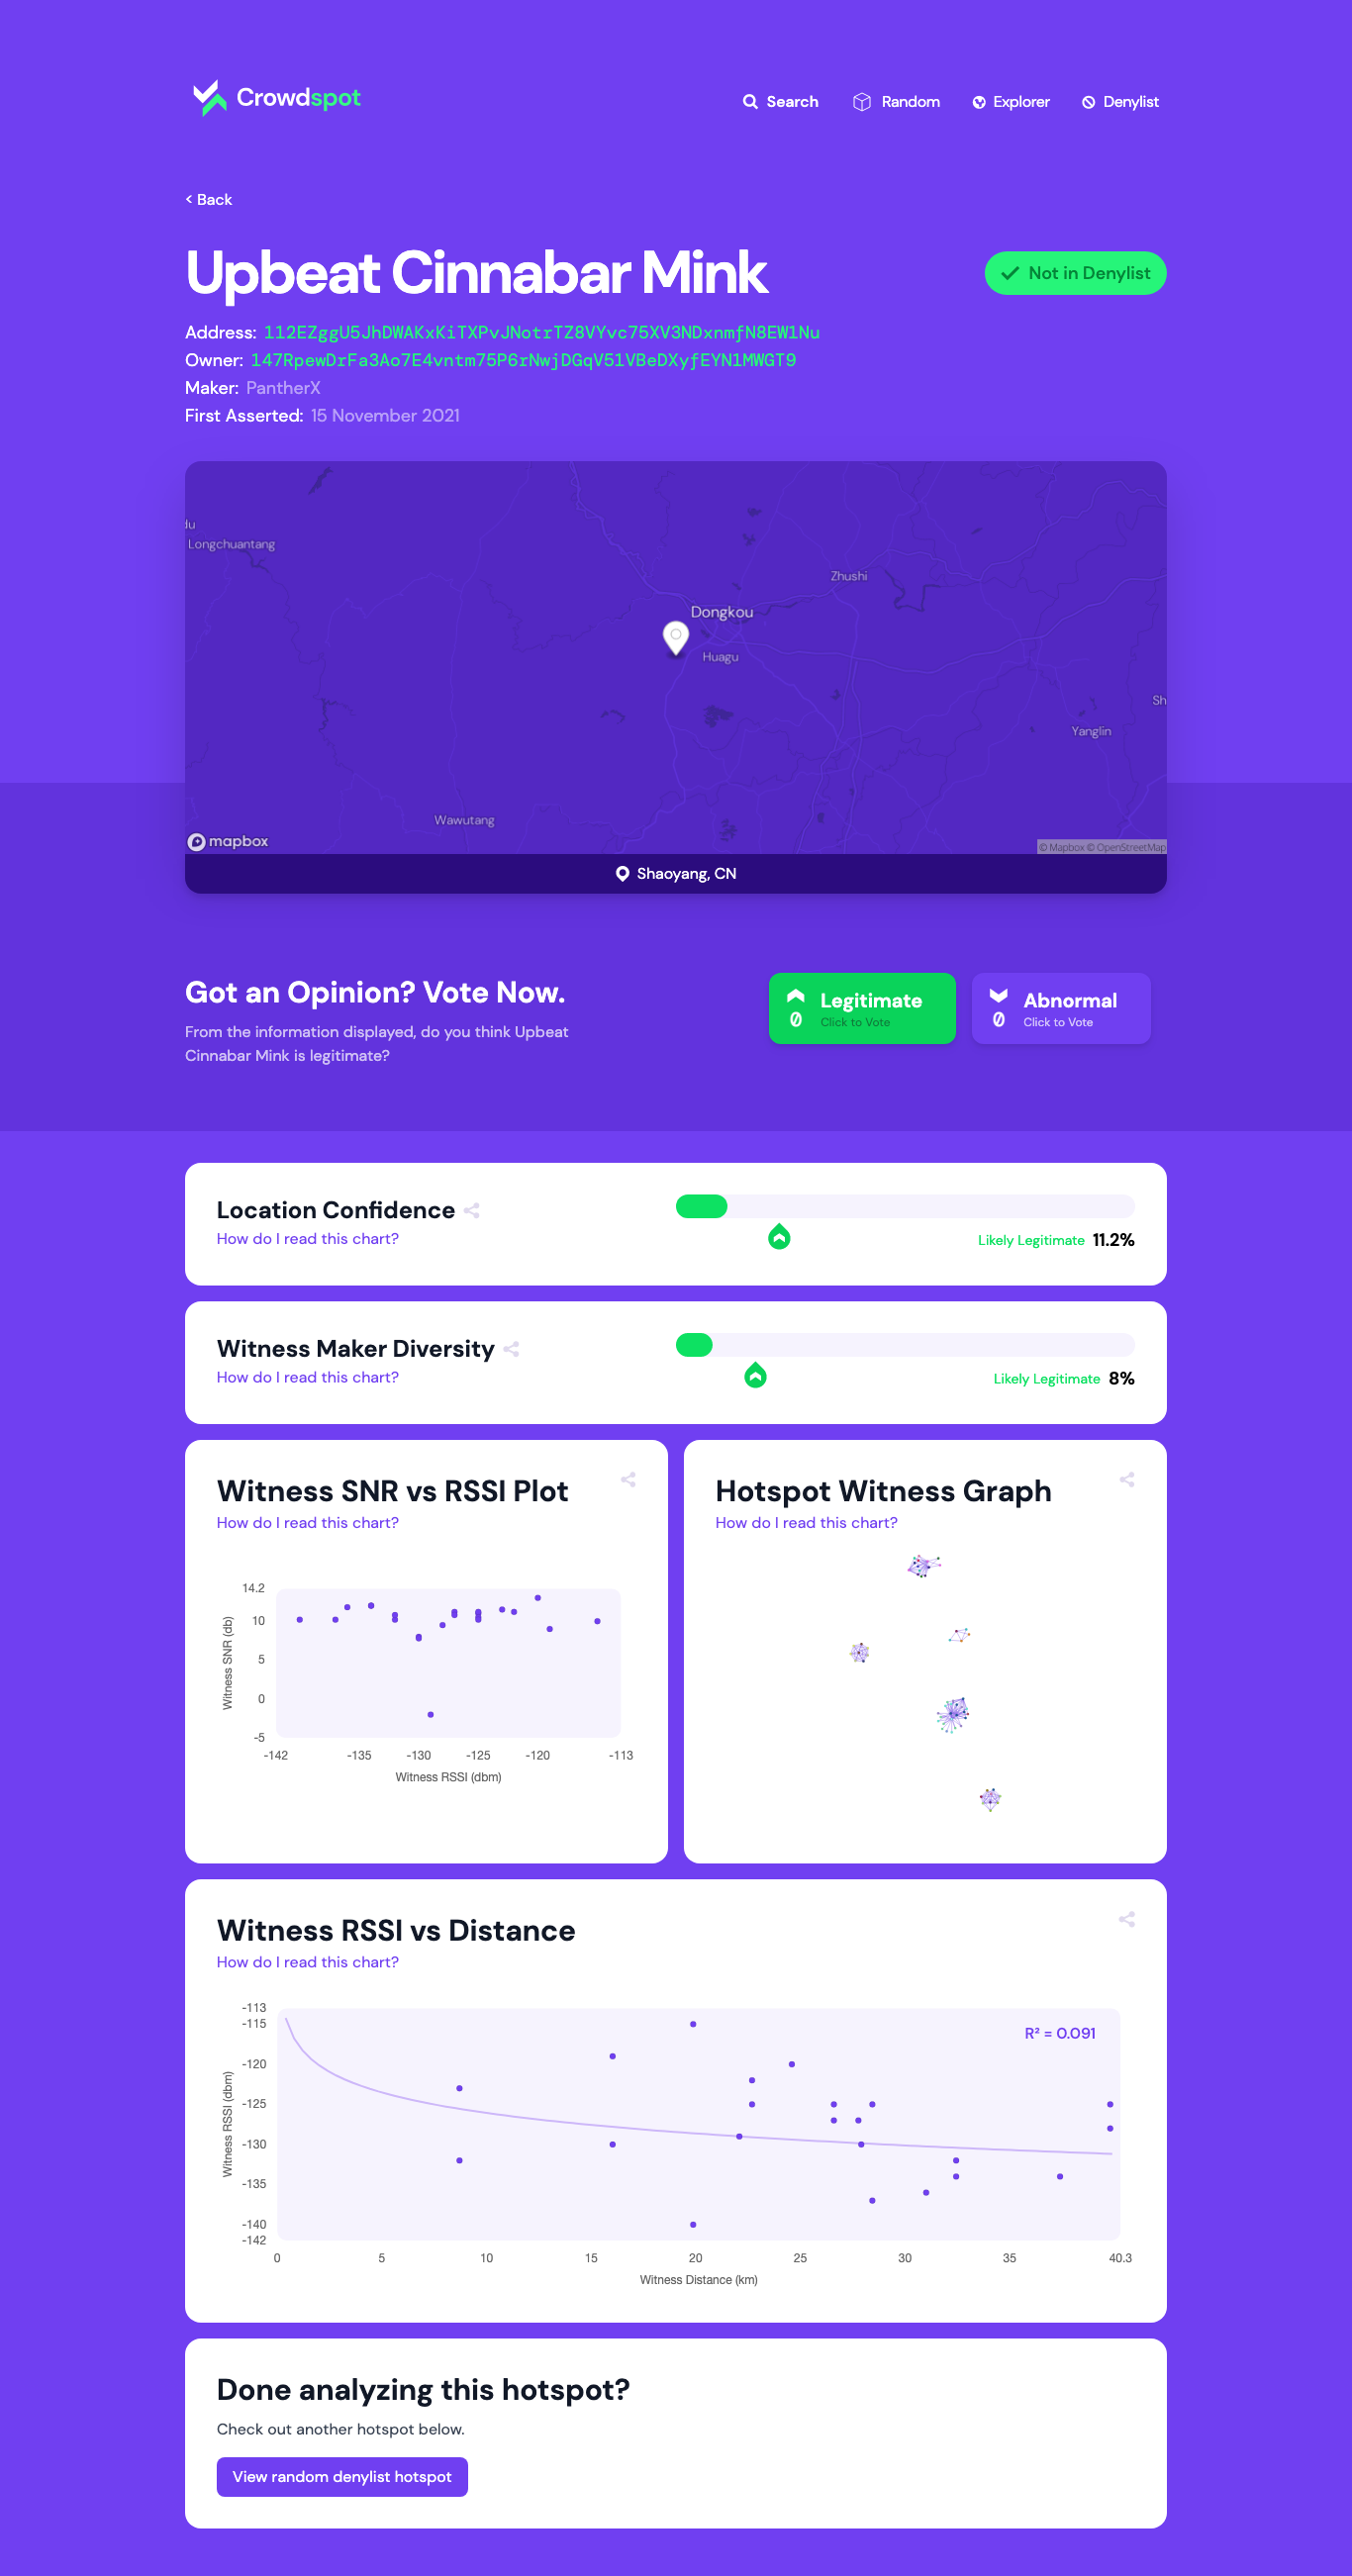 Crowdspot
Search Random Explorer Denylist
< Back
Upbeat Cinnabar Mink
Not in Denylist
Address: 112EZggU5JhDWAKxKiTXPvJNotrTZ8VYvc75XV3NDxnmfN8EW1Nu
Owner: 147RpewDrFa3Ao7E4vntm75P6rNwjDGqV51VBeDXyfEYN1MWGT9
Maker: PantherX
First Asserted: 15 November 2021
du
Longchuantang
Zhushi
Dongkou
Huagu
Sh
Yanglin
Wawutang
mapbox
© Mapbox © OpenStreetMap
Shaoyang, CN
Got an Opinion? Vote Now.
From the information displayed, do you think Upbeat
Cinnabar Mink is legitimate?
Legitimate
0 Click to Vote
Abnormal
0 Click to Vote
Location Confidence
How do I read this chart?
Likely Legitimate 11.2%
Witness Maker Diversity
How do I read this chart?
Likely Legitimate 8%
Witness SNR vs RSSI Plot
How do I read this chart?
14.2
10
5
0
-5
Witness SNR (db)
-142 -135 -130 -125 -120 -113
Witness RSSI (dbm)
Hotspot Witness Graph
How do I read this chart?
Witness RSSI vs Distance
How do I read this chart?
R² = 0.091
-113
-115
-120
-125
-130
-135
-140
-142
Witness RSSI (dbm)
0 5 10 15 20 25 30 35 40.3
Witness Distance (km)
Done analyzing this hotspot?
Check out another hotspot below.
View random denylist hotspot